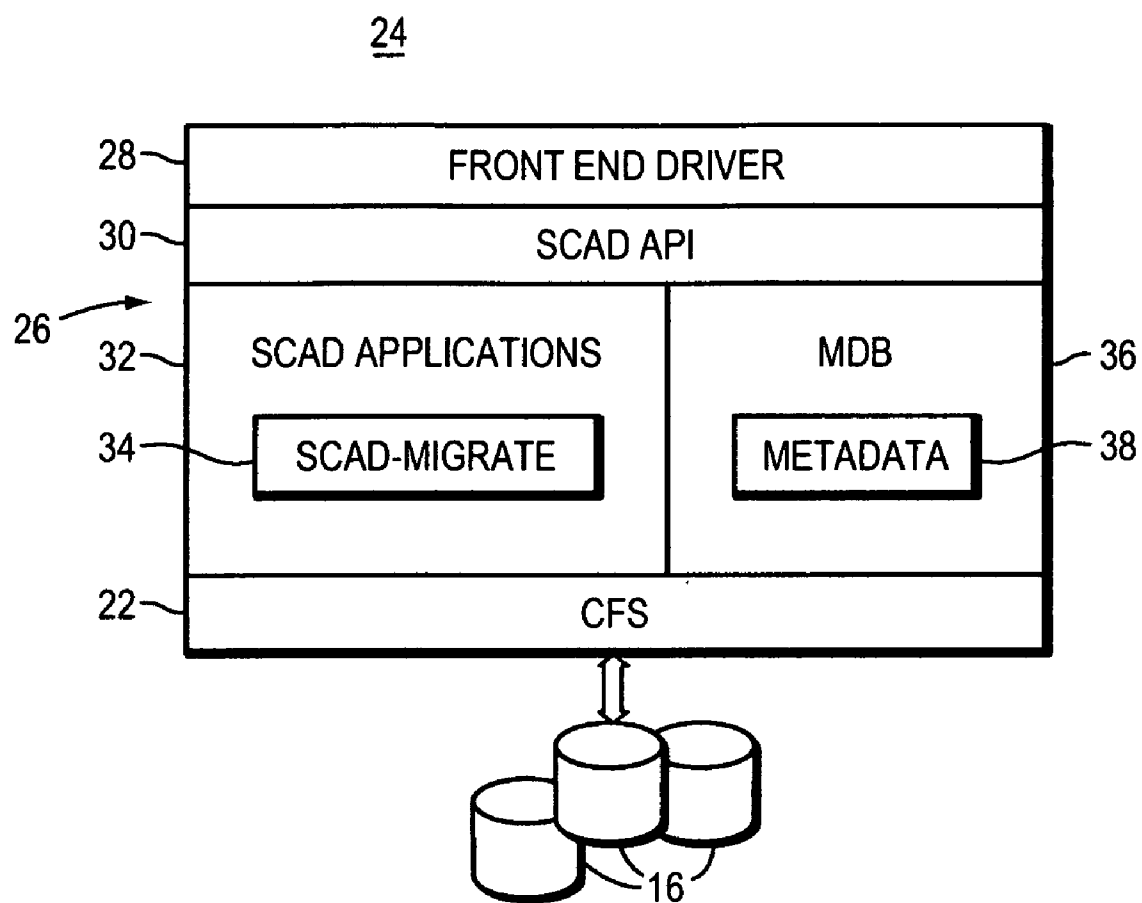 24
28 FRONT END DRIVER
30 SCAD API
26
32 SCAD APPLICATIONS MDB 36
34 SCAD-MIGRATE METADATA 38
22 CFS
16